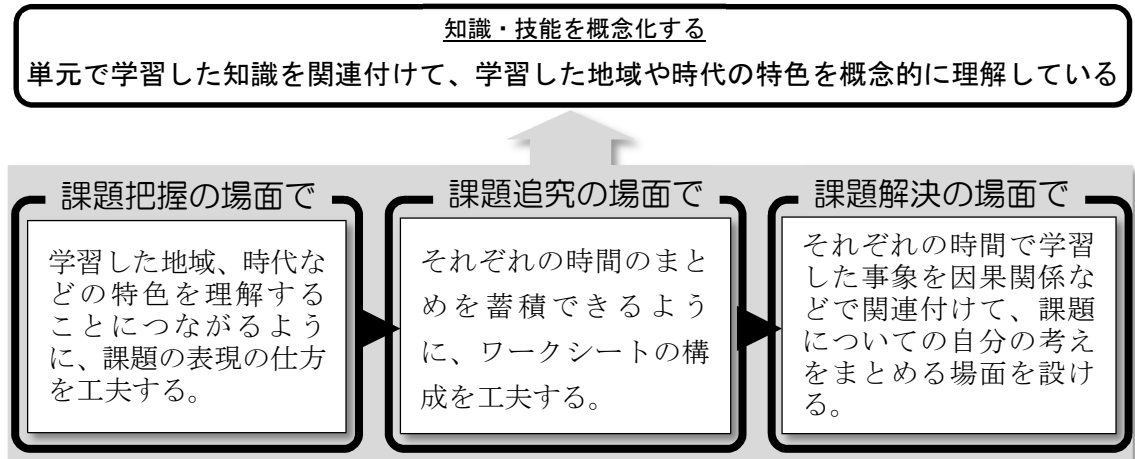 知識・技能を概念化する
単元で学習した知識を関連付けて、学習した地域や時代の特色を概念的に理解している
課題把握の場面で
学習した地域、時代な
どの特色を理解する
ことにつながるよう
に、課題の表現の仕方
を工夫する。
課題追究の場面で
それぞれの時間のまと
めを蓄積できるよう
に、ワークシートの構
成を工夫する。
課題解決の場面で
それぞれの時間で学習
した事象を因果関係な
どで関連付けて、課題
についての自分の考え
をまとめる場面を設け
る。